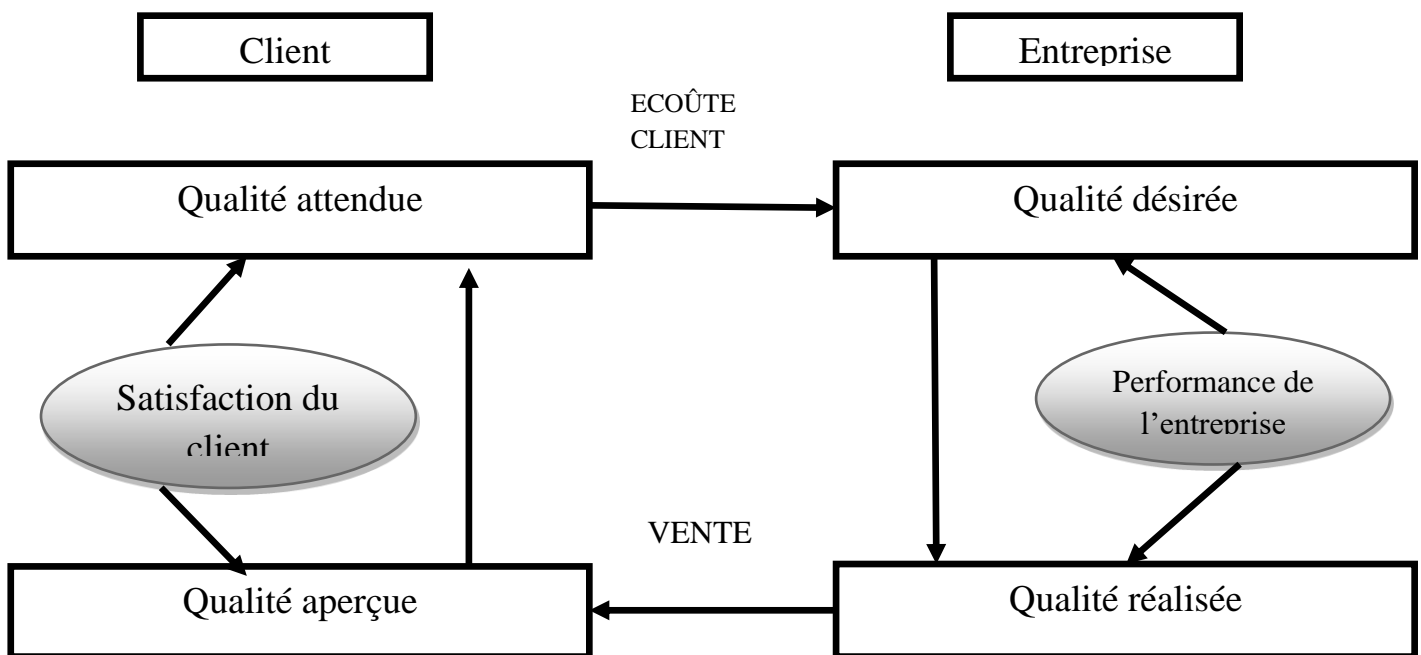 Client
Entreprise
ECOÛTE
CLIENT
Qualité attendue
Qualité désirée
Satisfaction du
client
Performance de
l’entreprise
VENTE
Qualité aperçue
Qualité réalisée